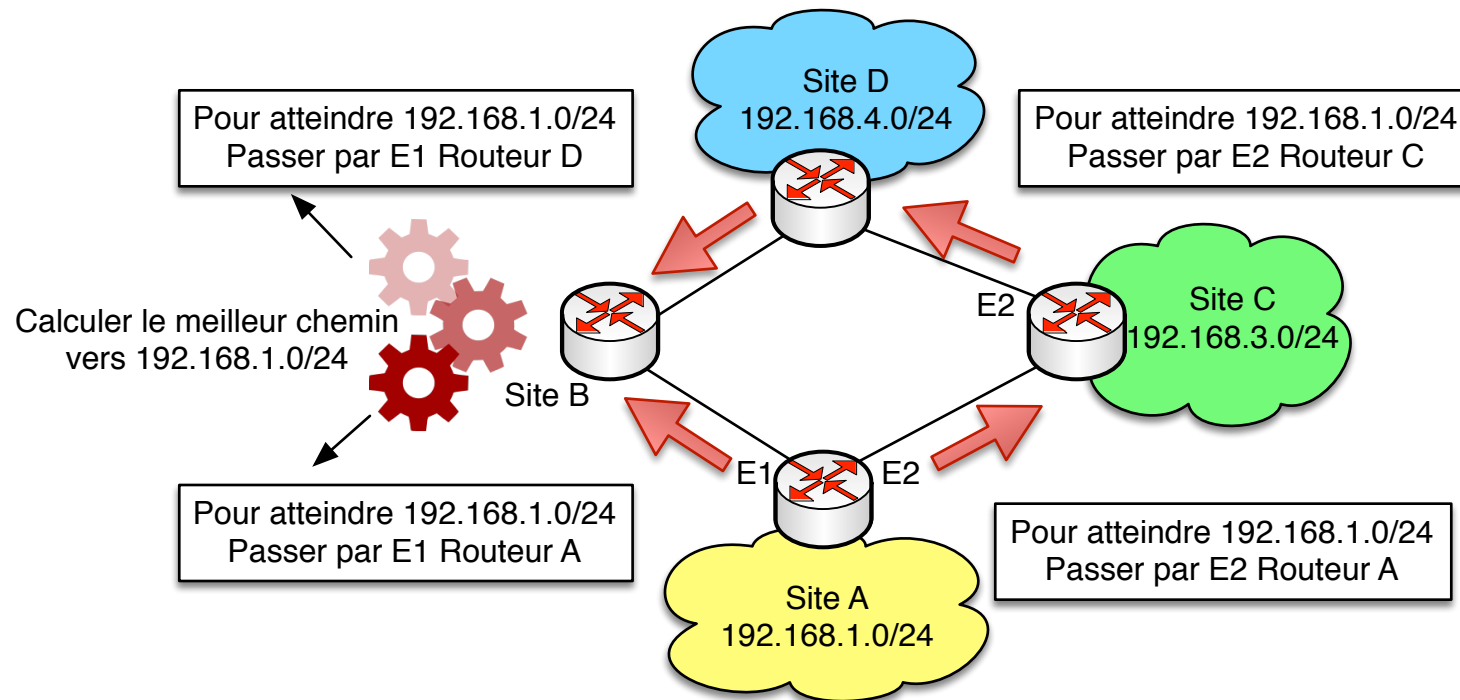 Site D
192.168.4.0/24
Pour atteindre 192.168.1.0/24
Passer par E1 Routeur D
Pour atteindre 192.168.1.0/24
Passer par E2 Routeur C
Calculer le meilleur chemin
vers 192.168.1.0/24
Site B
E2
Site C
192.168.3.0/24
E1
E2
Pour atteindre 192.168.1.0/24
Passer par E1 Routeur A
Pour atteindre 192.168.1.0/24
Passer par E2 Routeur A
Site A
192.168.1.0/24